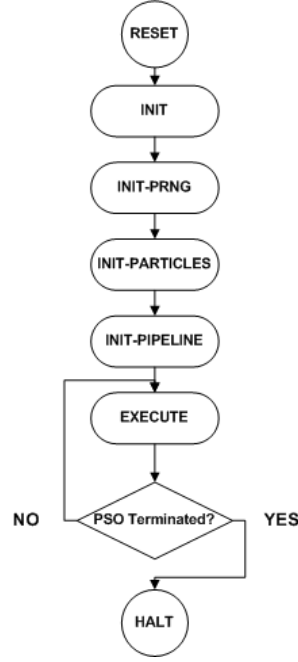 RESET
INIT
INIT-PRNG
INIT-PARTICLES
INIT-PIPELINE
EXECUTE
NO
PSO Terminated?
YES
HALT